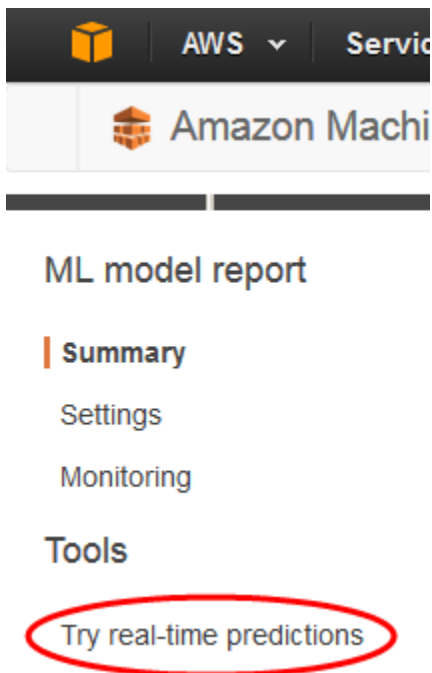 AWS Servic
Amazon Machi
ML model report
Summary
Settings
Monitoring
Tools
Try real-time predictions